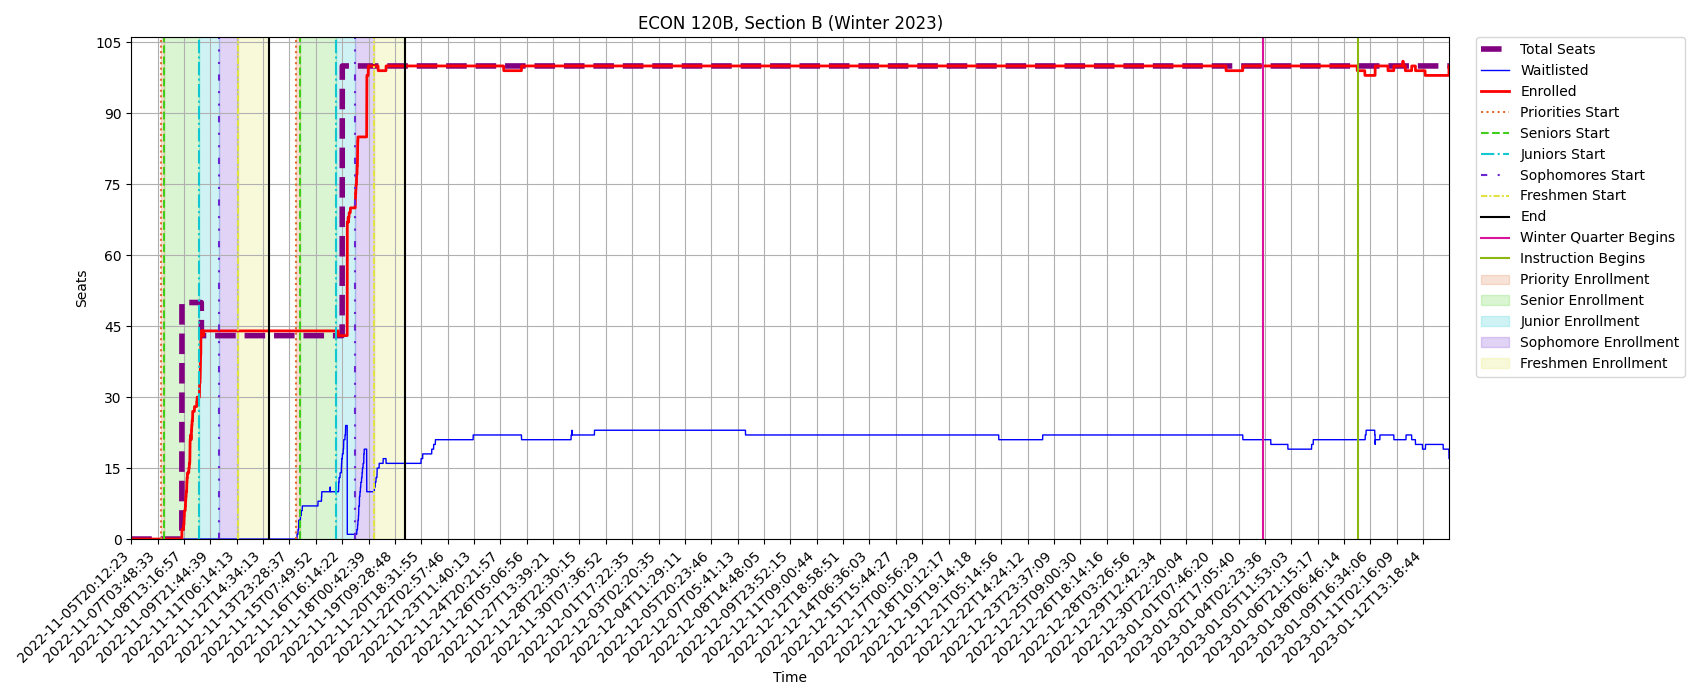 ECON 120B, Section B (Winter 2023)
105
90
75
60
45
30
15
0
Seats
2022-11-05T20:12:23
2022-11-07T03:48:33
2022-11-08T13:16:57
2022-11-09T21:44:39
2022-11-11T06:14:13
2022-11-12T14:34:13
2022-11-13T23:28:37
2022-11-15T07:49:52
2022-11-16T16:14:22
2022-11-18T00:42:39
2022-11-19T09:28:48
2022-11-20T18:31:55
2022-11-22T02:57:46
2022-11-23T11:40:13
2022-11-24T20:21:57
2022-11-26T05:06:56
2022-11-27T13:39:21
2022-11-28T22:30:15
2022-11-30T07:36:52
2022-12-01T17:22:35
2022-12-03T02:20:35
2022-12-04T11:29:11
2022-12-05T20:23:46
2022-12-07T05:41:13
2022-12-08T14:48:05
2022-12-09T23:52:15
2022-12-11T09:00:44
2022-12-12T18:58:51
2022-12-14T06:36:03
2022-12-15T15:44:27
2022-12-17T00:56:29
2022-12-18T10:12:17
2022-12-19T19:14:18
2022-12-21T05:14:56
2022-12-22T14:24:12
2022-12-23T23:37:09
2022-12-25T09:00:30
2022-12-26T18:14:16
2022-12-28T03:26:56
2022-12-29T12:42:34
2022-12-30T22:20:04
2023-01-01T07:46:20
2023-01-02T17:05:40
2023-01-04T02:23:36
2023-01-05T11:53:03
2023-01-06T21:15:17
2023-01-08T06:46:14
2023-01-09T16:34:06
2023-01-11T02:16:09
2023-01-12T13:18:44
Time
Total Seats
Waitlisted
Enrolled
Priorities Start
Seniors Start
Juniors Start
Sophomores Start
Freshmen Start
End
Winter Quarter Begins
Instruction Begins
Priority Enrollment
Senior Enrollment
Junior Enrollment
Sophomore Enrollment
Freshmen Enrollment